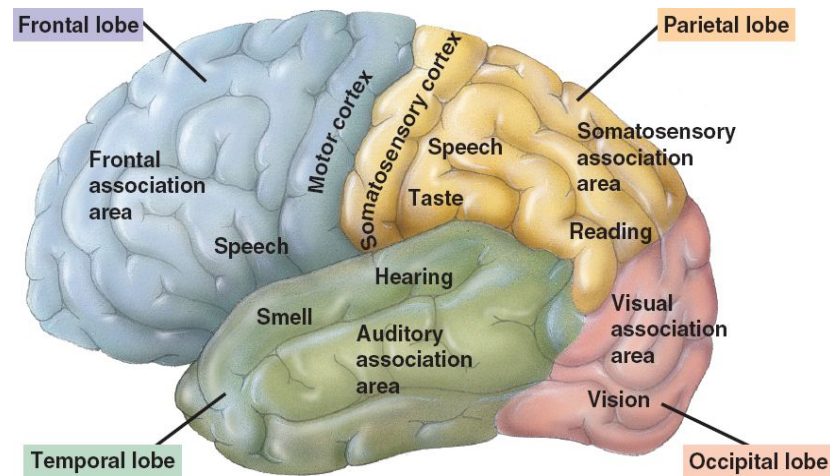 Frontal lobe
Parietal lobe
Motor cortex
Somatosensory cortex
Frontal
association
area
Speech
Speech
Taste
Somatosensory
association
area
Reading
Hearing
Smell
Auditory
association
area
Visual
association
area
Vision
Temporal lobe
Occipital lobe